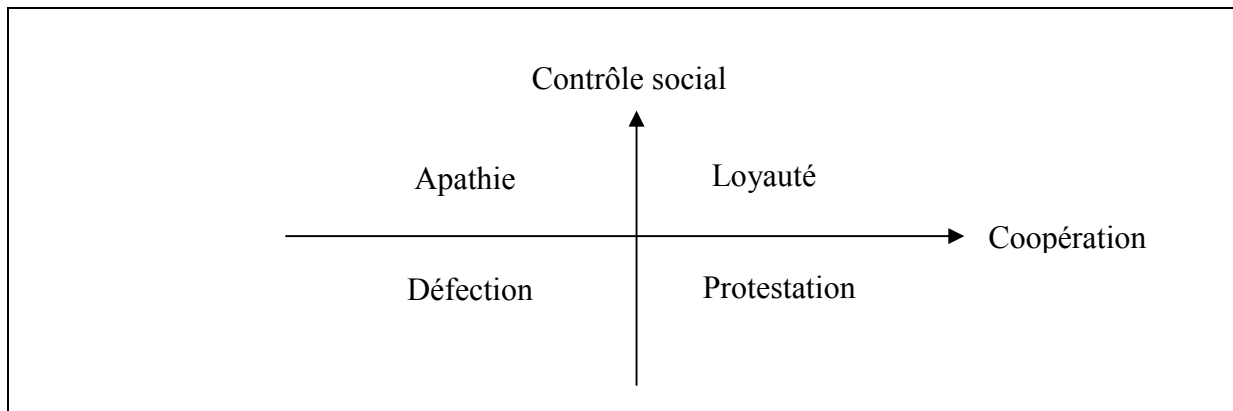 Contrôle social
Apathie Loyauté
Coopération
Défection Protestation